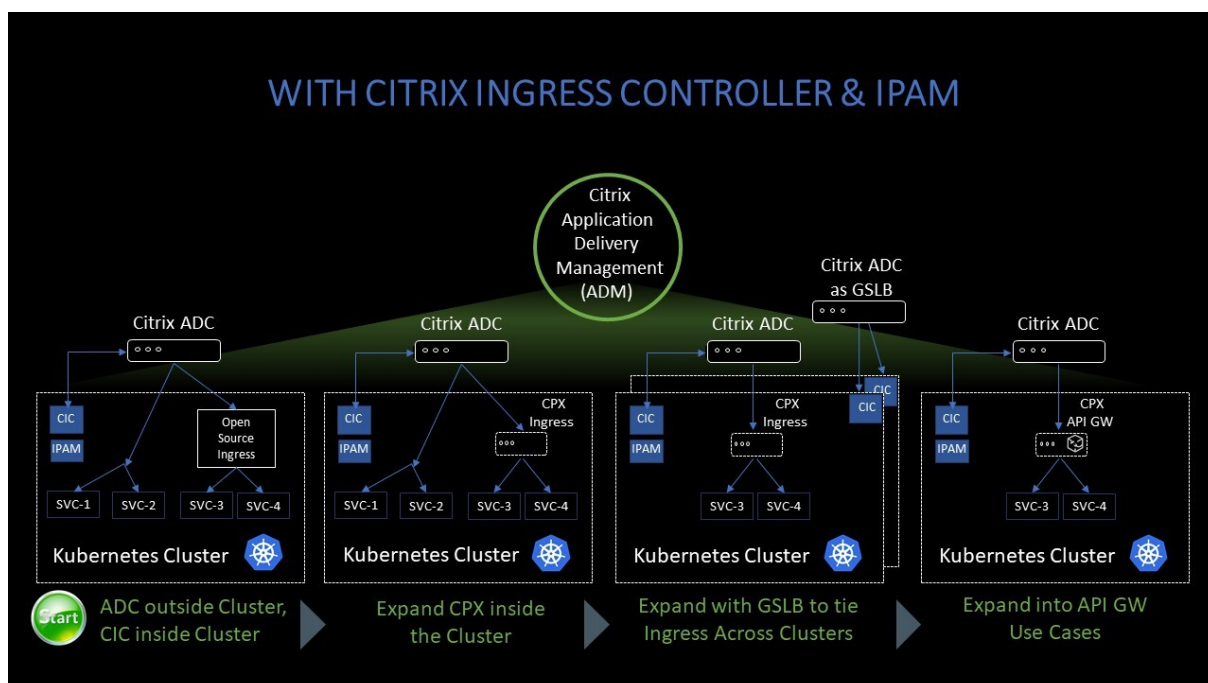 WITH CITRIX INGRESS CONTROLLER & IPAM
Citrix
Application
Delivery
Management
(ADM)
Citrix ADC
as GSLB
Citrix ADC
Citrix ADC
Citrix ADC
Citrix ADC
CIC
IPAM
Open
Source
Ingress
SVC-1
SVC-2
SVC-3
SVC-4
Kubernetes Cluster
CIC
IPAM
CPX
Ingress
SVC-1
SVC-2
SVC-3
SVC-4
Kubernetes Cluster
CIC
IPAM
CPX
Ingress
CIC
CIC
SVC-3
SVC-4
Kubernetes Cluster
CIC
IPAM
CPX
API GW
SVC-3
SVC-4
Kubernetes Cluster
Start
ADC outside Cluster,
CIC inside Cluster
Expand CPX inside
the Cluster
Expand with GSLB to tie
Ingress Across Clusters
Expand into API GW
Use Cases